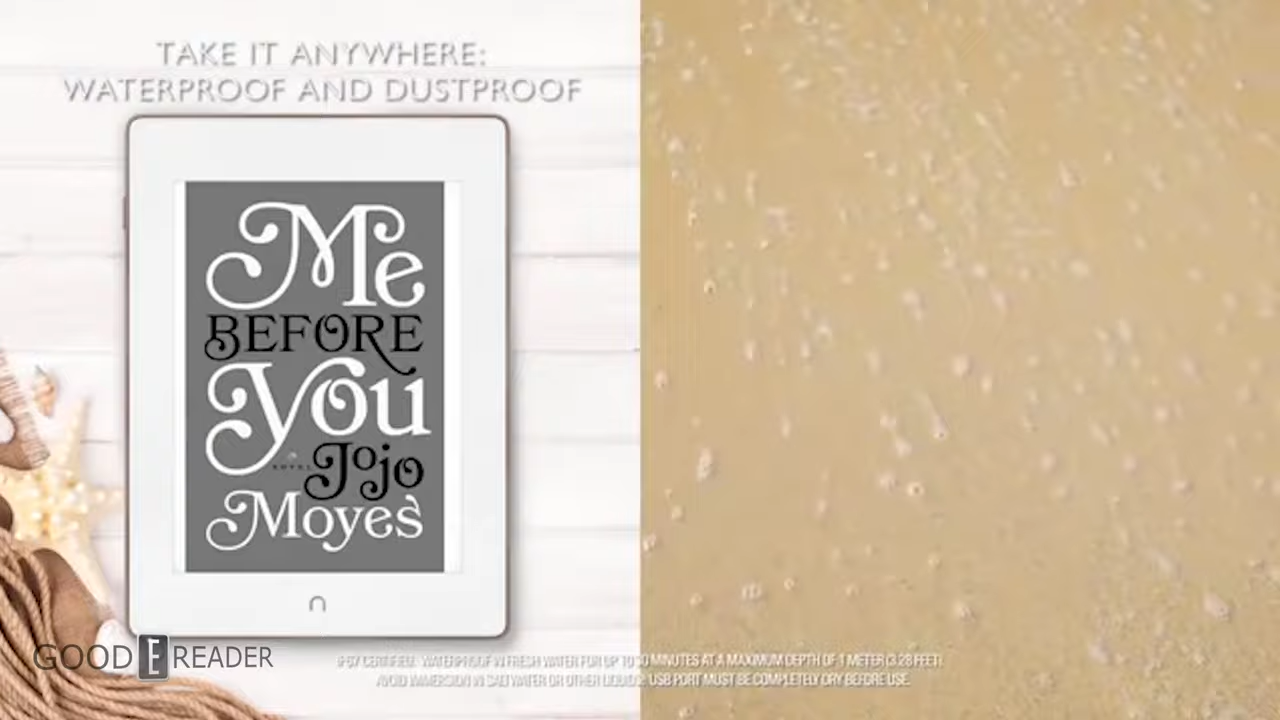 TAKE IT ANYWHERE:
WATERPROOF AND DUSTPROOF
Me
BEFORE
you
A NOVEL
Jojo
Moyes
GOOD E READER
IP67 CERTIFIED: WATERPROOF IN FRESH WATER FOR UP TO 30 MINUTES AT A MAXIMUM DEPTH OF 1 METER (3.28 FEET).
AVOID IMMERSION IN SALTWATER OR OTHER LIQUIDS. USB PORT MUST BE COMPLETELY DRY BEFORE USE.